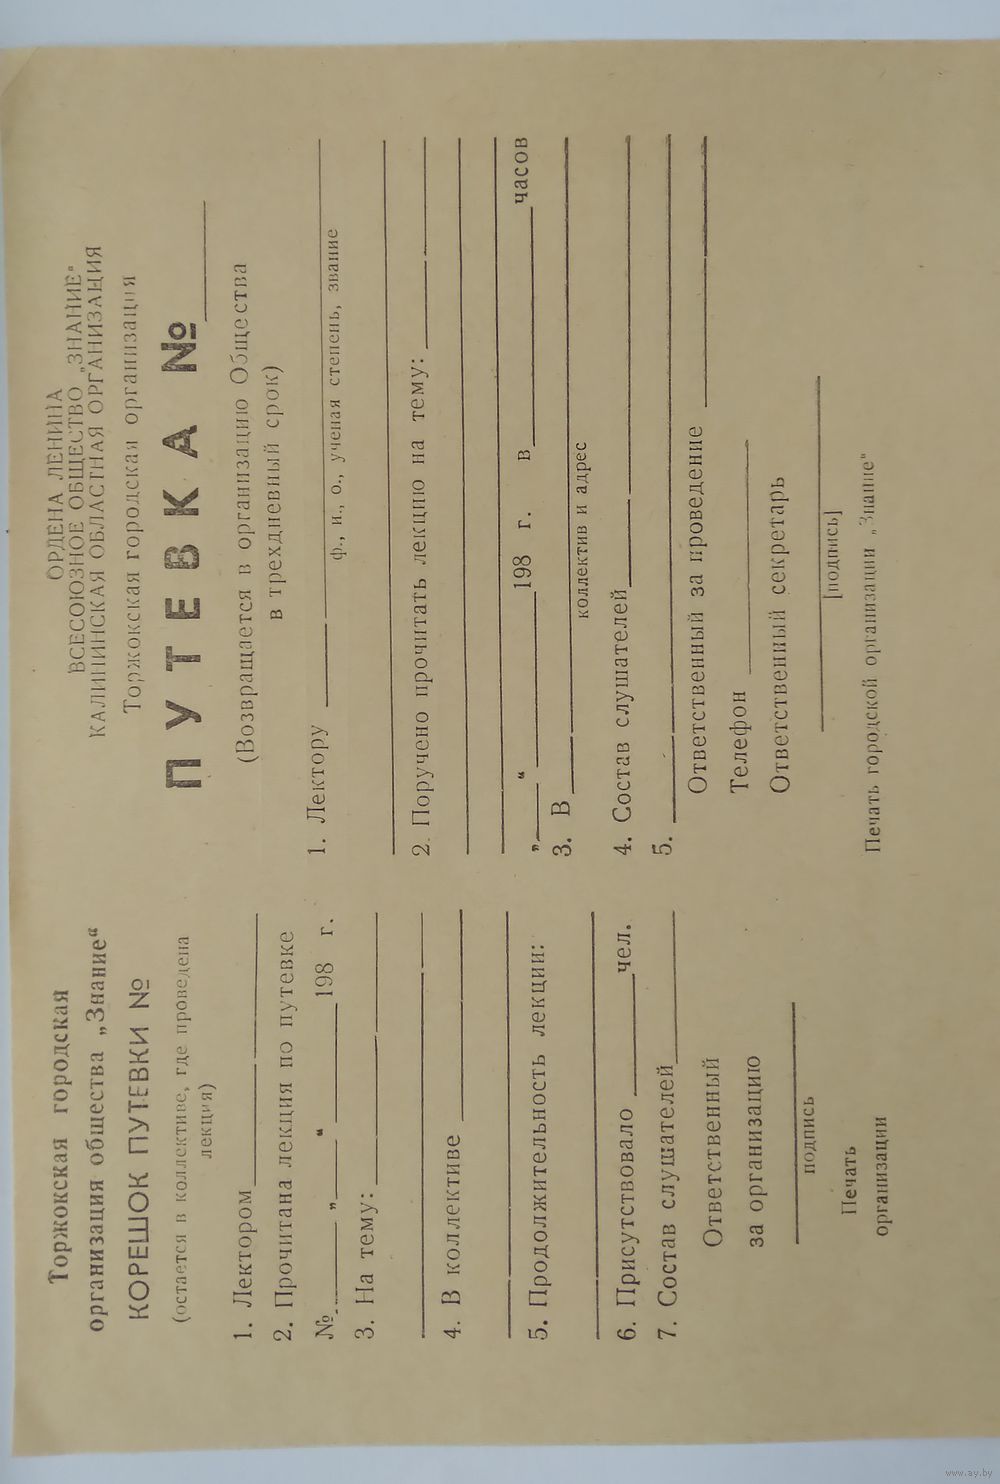 Торжокская городская
организация общества „Знание“
КОРЕШОК ПУТЕВКИ №
(остается в коллективе, где проведена
лекция)
1. Лектором
2. Прочитана лекция по путевке
№ „ “ 198 г.
3. На тему:
4. В коллективе
5. Продолжительность лекции:
6. Присутствовало чел.
7. Состав слушателей
Ответственный
за организацию
подпись
Печать
организации
ОРДЕНА ЛЕНИНА
ВСЕСОЮЗНОЕ ОБЩЕСТВО „ЗНАНИЕ“
КАЛИНИНСКАЯ ОБЛАСТНАЯ ОРГАНИЗАЦИЯ
Торжокская городская организация
ПУТЕВКА №
(Возвращается в организацию Общества
в трехдневный срок)
1. Лектору
ф., и., о., ученая степень, звание
2. Поручено прочитать лекцию на тему:
„ “ 198 г. в часов
3. В
коллектив и адрес
4. Состав слушателей
5.
Ответственный за проведение
Телефон
Ответственный секретарь
[подпись]
Печать городской организации „Знание“
www.ay.by